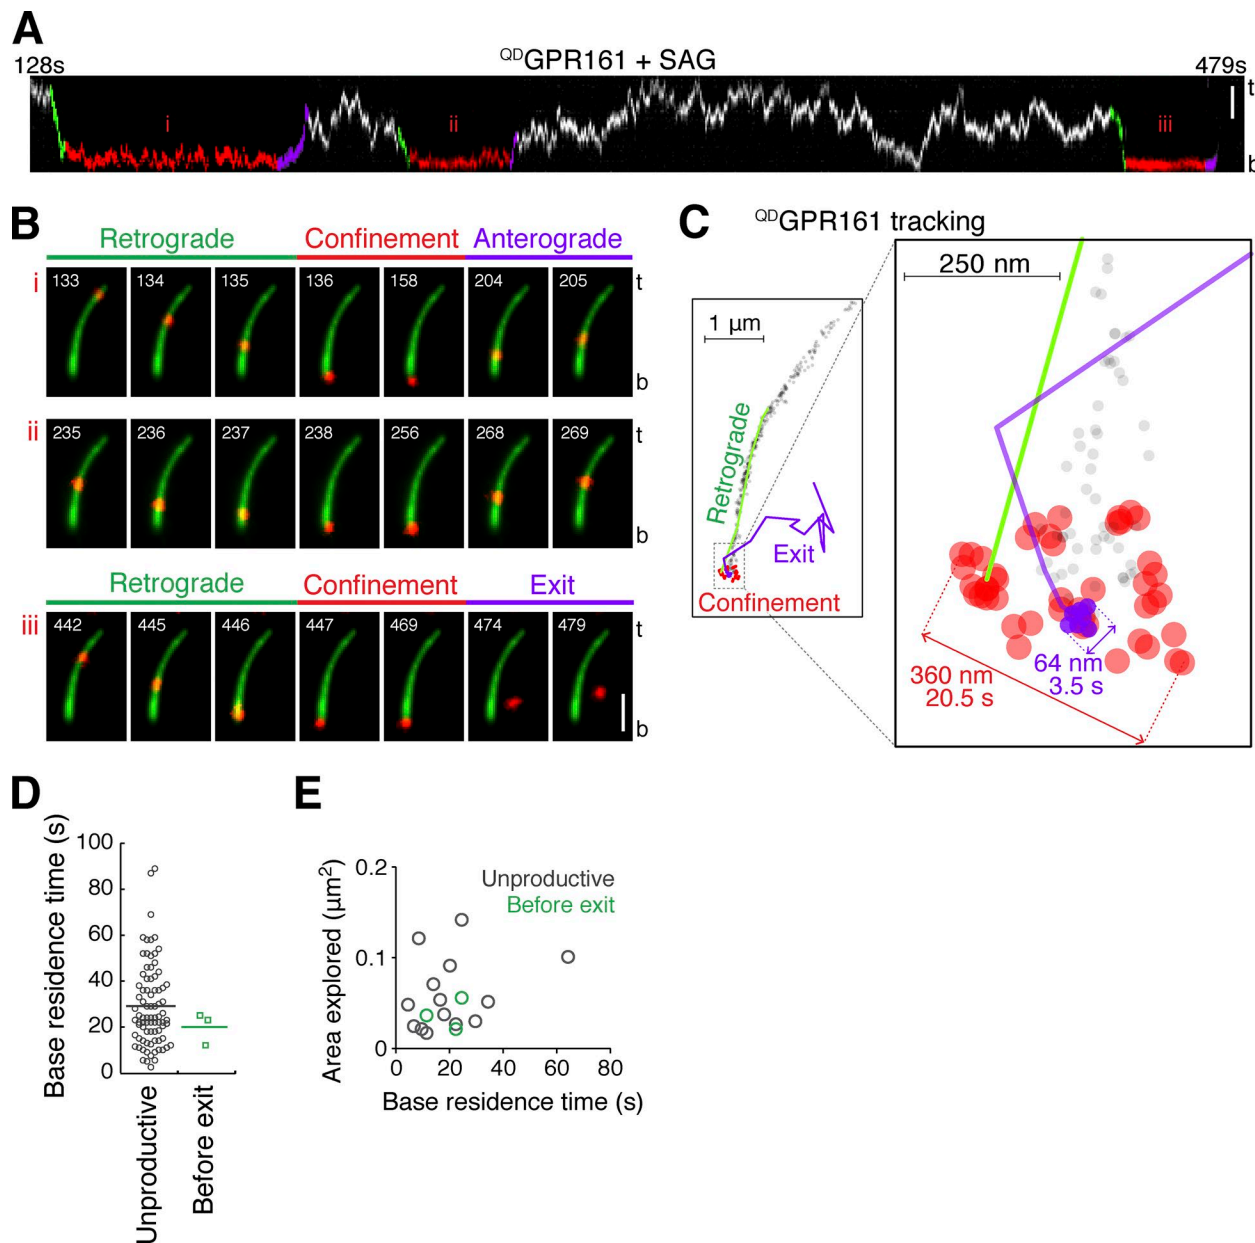 A
QDGPR161 + SAG
128s
479s
t
i
ii
iii
b
B
Retrograde
Confinement
Anterograde
i
133
134
135
136
158
204
205
t
b
ii
235
236
237
238
256
268
269
t
b
Retrograde
Confinement
Exit
iii
442
445
446
447
469
474
479
t
b
C
QDGPR161 tracking
1 µm
Retrograde
Exit
Confinement
250 nm
360 nm
20.5 s
64 nm
3.5 s
D
Base residence time (s)
100
80
60
40
20
0
Unproductive
Before exit
E
Area explored (µm²)
0.2
0.1
0
Unproductive
Before exit
0 20 40 60 80
Base residence time (s)